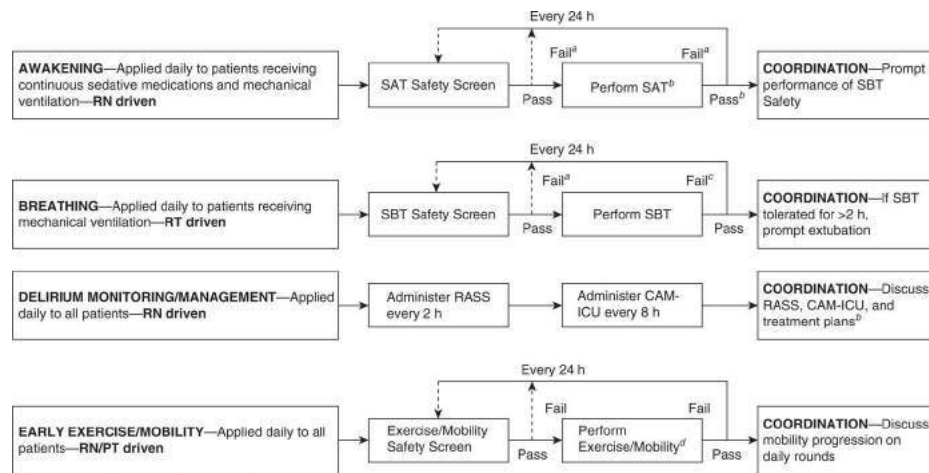 Every 24 h
AWAKENING—Applied daily to patients receiving
continuous sedative medications and mechanical
ventilation—RN driven
SAT Safety Screen
Fail^a
Pass
Perform SAT^b
Fail^a
Pass^b
COORDINATION—Prompt
performance of SBT
Safety
Every 24 h
BREATHING—Applied daily to patients receiving
mechanical ventilation—RT driven
SBT Safety Screen
Fail^a
Pass
Perform SBT
Fail^c
Pass
COORDINATION—If SBT
tolerated for >2 h,
prompt extubation
DELIRIUM MONITORING/MANAGEMENT—Applied
daily to all patients—RN driven
Administer RASS
every 2 h
Administer CAM-
ICU every 8 h
COORDINATION—Discuss
RASS, CAM-ICU, and
treatment plans^b
Every 24 h
EARLY EXERCISE/MOBILITY—Applied daily to all
patients—RN/PT driven
Exercise/Mobility
Safety Screen
Fail
Pass
Perform
Exercise/Mobility^d
Fail
Pass
COORDINATION—Discuss
mobility progression on
daily rounds